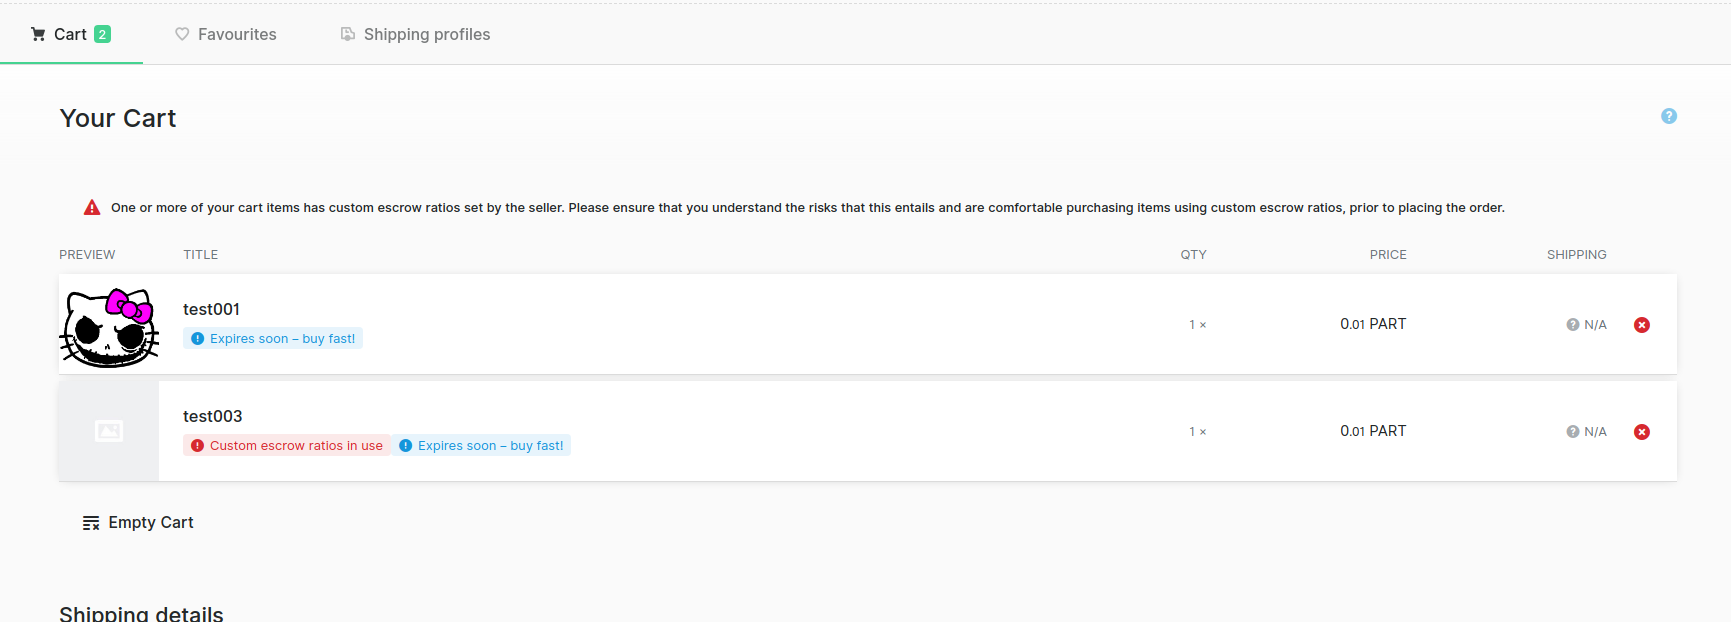 Cart 2 Favourites Shipping profiles
Your Cart ?
One or more of your cart items has custom escrow ratios set by the seller. Please ensure that you understand the risks that this entails and are comfortable purchasing items using custom escrow ratios, prior to placing the order.
PREVIEW TITLE QTY PRICE SHIPPING
test001
Expires soon – buy fast!
1 × 0.01 PART ? N/A
test003
Custom escrow ratios in use Expires soon – buy fast!
1 × 0.01 PART ? N/A
Empty Cart
Shipping details